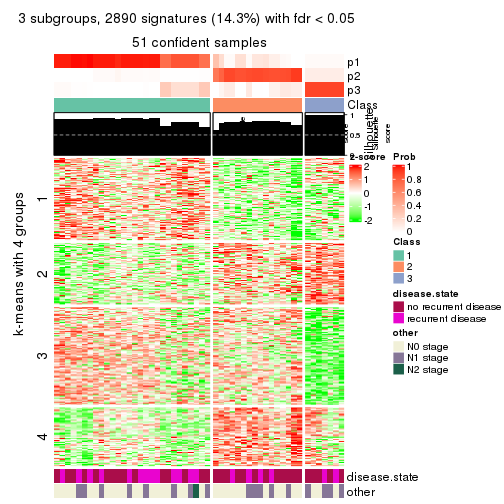 3 subgroups, 2890 signatures (14.3%) with fdr < 0.05
51 confident samples
p1
p2
p3
Class
1
0.5
0
Silhouette
score
z-score
2
1
0
-1
-2
Prob
1
0.8
0.6
0.4
0.2
0
Class
1
2
3
disease.state
no recurrent disease
recurrent disease
other
N0 stage
N1 stage
N2 stage
k-means with 4 groups
1
2
3
4
disease.state
other